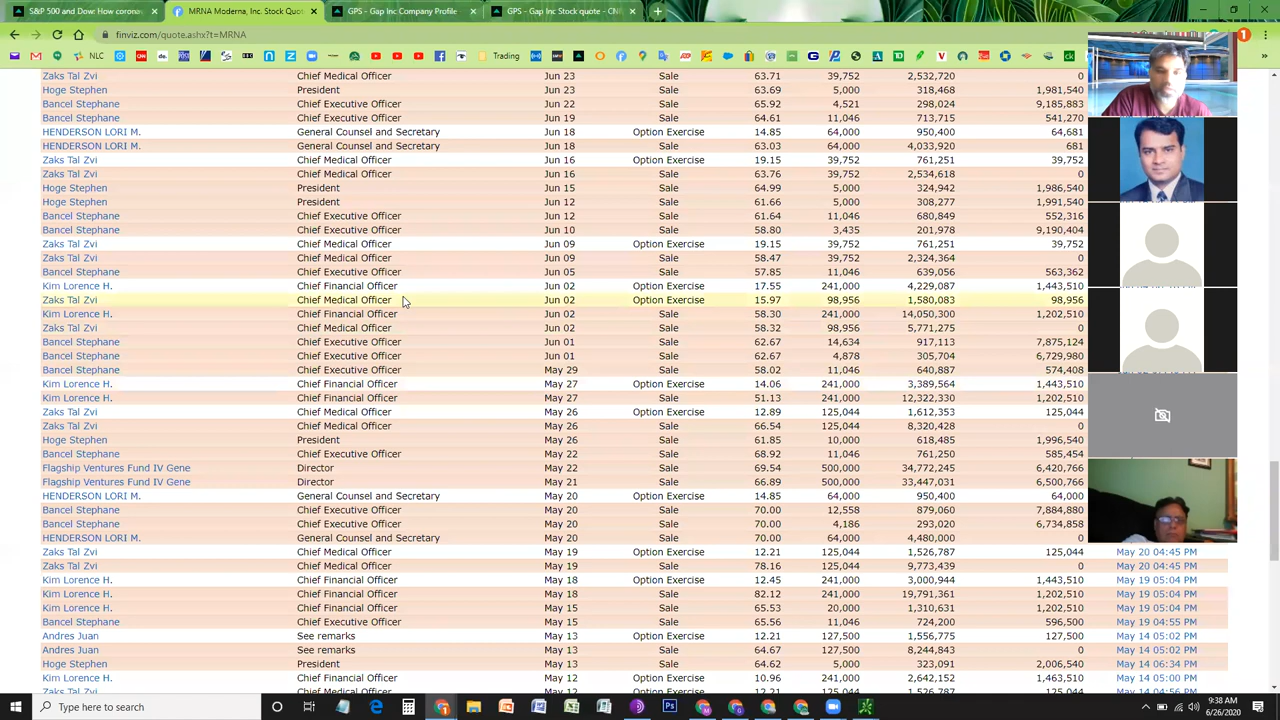 S&P 500 and Dow: How corona
MRNA Moderna, Inc. Stock Quot
GPS - Gap Inc Company Profile
GPS - Gap Inc Stock quote - CN
finviz.com/quote.ashx?t=MRNA
NLC
Trading
Zaks Tal Zvi Chief Medical Officer Jun 23 Sale 63.71 39,752 2,532,720 0
Hoge Stephen President Jun 23 Sale 63.69 5,000 318,468 1,981,540
Bancel Stephane Chief Executive Officer Jun 22 Sale 65.92 4,521 298,024 9,185,883
Bancel Stephane Chief Executive Officer Jun 19 Sale 64.61 11,046 713,715 541,270
HENDERSON LORI M. General Counsel and Secretary Jun 18 Option Exercise 14.85 64,000 950,400 64,681
HENDERSON LORI M. General Counsel and Secretary Jun 18 Sale 63.03 64,000 4,033,920 681
Zaks Tal Zvi Chief Medical Officer Jun 16 Option Exercise 19.15 39,752 761,251 39,752
Zaks Tal Zvi Chief Medical Officer Jun 16 Sale 63.76 39,752 2,534,618 0
Hoge Stephen President Jun 15 Sale 64.99 5,000 324,942 1,986,540
Hoge Stephen President Jun 12 Sale 61.66 5,000 308,277 1,991,540
Bancel Stephane Chief Executive Officer Jun 12 Sale 61.64 11,046 680,849 552,316
Bancel Stephane Chief Executive Officer Jun 10 Sale 58.80 3,435 201,978 9,190,404
Zaks Tal Zvi Chief Medical Officer Jun 09 Option Exercise 19.15 39,752 761,251 39,752
Zaks Tal Zvi Chief Medical Officer Jun 09 Sale 58.47 39,752 2,324,364 0
Bancel Stephane Chief Executive Officer Jun 05 Sale 57.85 11,046 639,056 563,362
Kim Lorence H. Chief Financial Officer Jun 02 Option Exercise 17.55 241,000 4,229,087 1,443,510
Zaks Tal Zvi Chief Medical Officer Jun 02 Option Exercise 15.97 98,956 1,580,083 98,956
Kim Lorence H. Chief Financial Officer Jun 02 Sale 58.30 241,000 14,050,300 1,202,510
Zaks Tal Zvi Chief Medical Officer Jun 02 Sale 58.32 98,956 5,771,275 0
Bancel Stephane Chief Executive Officer Jun 01 Sale 62.67 14,634 917,113 7,875,124
Bancel Stephane Chief Executive Officer Jun 01 Sale 62.67 4,878 305,704 6,729,980
Bancel Stephane Chief Executive Officer May 29 Sale 58.02 11,046 640,887 574,408
Kim Lorence H. Chief Financial Officer May 27 Option Exercise 14.06 241,000 3,389,564 1,443,510
Kim Lorence H. Chief Financial Officer May 27 Sale 51.13 241,000 12,322,330 1,202,510
Zaks Tal Zvi Chief Medical Officer May 26 Option Exercise 12.89 125,044 1,612,353 125,044
Zaks Tal Zvi Chief Medical Officer May 26 Sale 66.54 125,044 8,320,428 0
Hoge Stephen President May 26 Sale 61.85 10,000 618,485 1,996,540
Bancel Stephane Chief Executive Officer May 22 Sale 68.92 11,046 761,250 585,454
Flagship Ventures Fund IV Gene Director May 22 Sale 69.54 500,000 34,772,245 6,420,766
Flagship Ventures Fund IV Gene Director May 21 Sale 66.89 500,000 33,447,031 6,500,766
HENDERSON LORI M. General Counsel and Secretary May 20 Option Exercise 14.85 64,000 950,400 64,000
Bancel Stephane Chief Executive Officer May 20 Sale 70.00 12,558 879,060 7,884,880
Bancel Stephane Chief Executive Officer May 20 Sale 70.00 4,186 293,020 6,734,858
HENDERSON LORI M. General Counsel and Secretary May 20 Sale 70.00 64,000 4,480,000 0
Zaks Tal Zvi Chief Medical Officer May 19 Option Exercise 12.21 125,044 1,526,787 125,044 May 20 04:45 PM
Zaks Tal Zvi Chief Medical Officer May 19 Sale 78.16 125,044 9,773,439 0 May 20 04:45 PM
Kim Lorence H. Chief Financial Officer May 18 Option Exercise 12.45 241,000 3,000,944 1,443,510 May 19 05:04 PM
Kim Lorence H. Chief Financial Officer May 18 Sale 82.12 241,000 19,791,361 1,202,510 May 19 05:04 PM
Kim Lorence H. Chief Financial Officer May 15 Sale 65.53 20,000 1,310,631 1,202,510 May 19 05:04 PM
Bancel Stephane Chief Executive Officer May 15 Sale 65.56 11,046 724,200 596,500 May 19 04:55 PM
Andres Juan See remarks May 13 Option Exercise 12.21 127,500 1,556,775 127,500 May 14 05:02 PM
Andres Juan See remarks May 13 Sale 64.67 127,500 8,244,843 0 May 14 05:02 PM
Hoge Stephen President May 13 Sale 64.62 5,000 323,091 2,006,540 May 14 06:34 PM
Kim Lorence H. Chief Financial Officer May 12 Option Exercise 10.96 241,000 2,642,152 1,463,510 May 14 05:00 PM
Zaks Tal Zvi Chief Medical Officer May 12 Option Exercise 12.21 125,044 1,526,787 125,044 May 14 04:56 PM
Type here to search
9:38 AM
6/26/2020